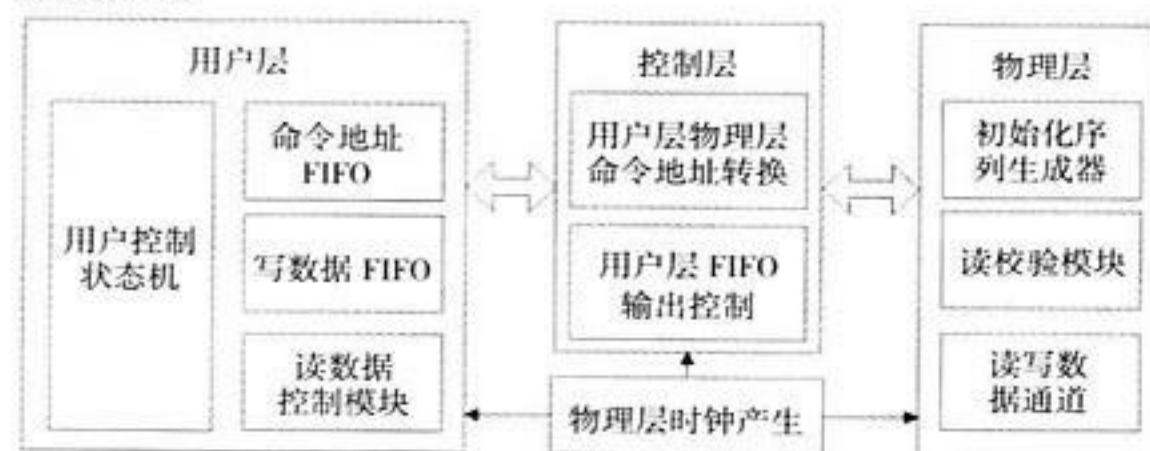 用户层
用户控制
状态机
命令地址
FIFO
写数据 FIFO
读数据
控制模块
控制层
用户层物理层
命令地址转换
用户层 FIFO
输出控制
物理层时钟产生
物理层
初始化序
列生成器
读校验模块
读写数
据通道